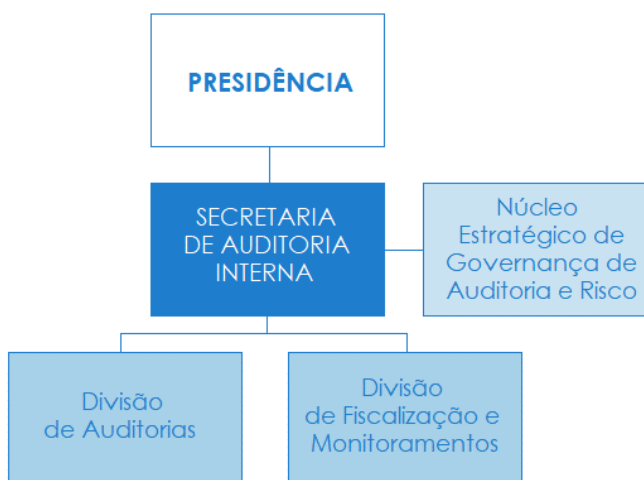 PRESIDÊNCIA
SECRETARIA
DE AUDITORIA
INTERNA
Núcleo
Estratégico de
Governança de
Auditoria e Risco
Divisão
de Auditorias
Divisão
de Fiscalização e
Monitoramentos